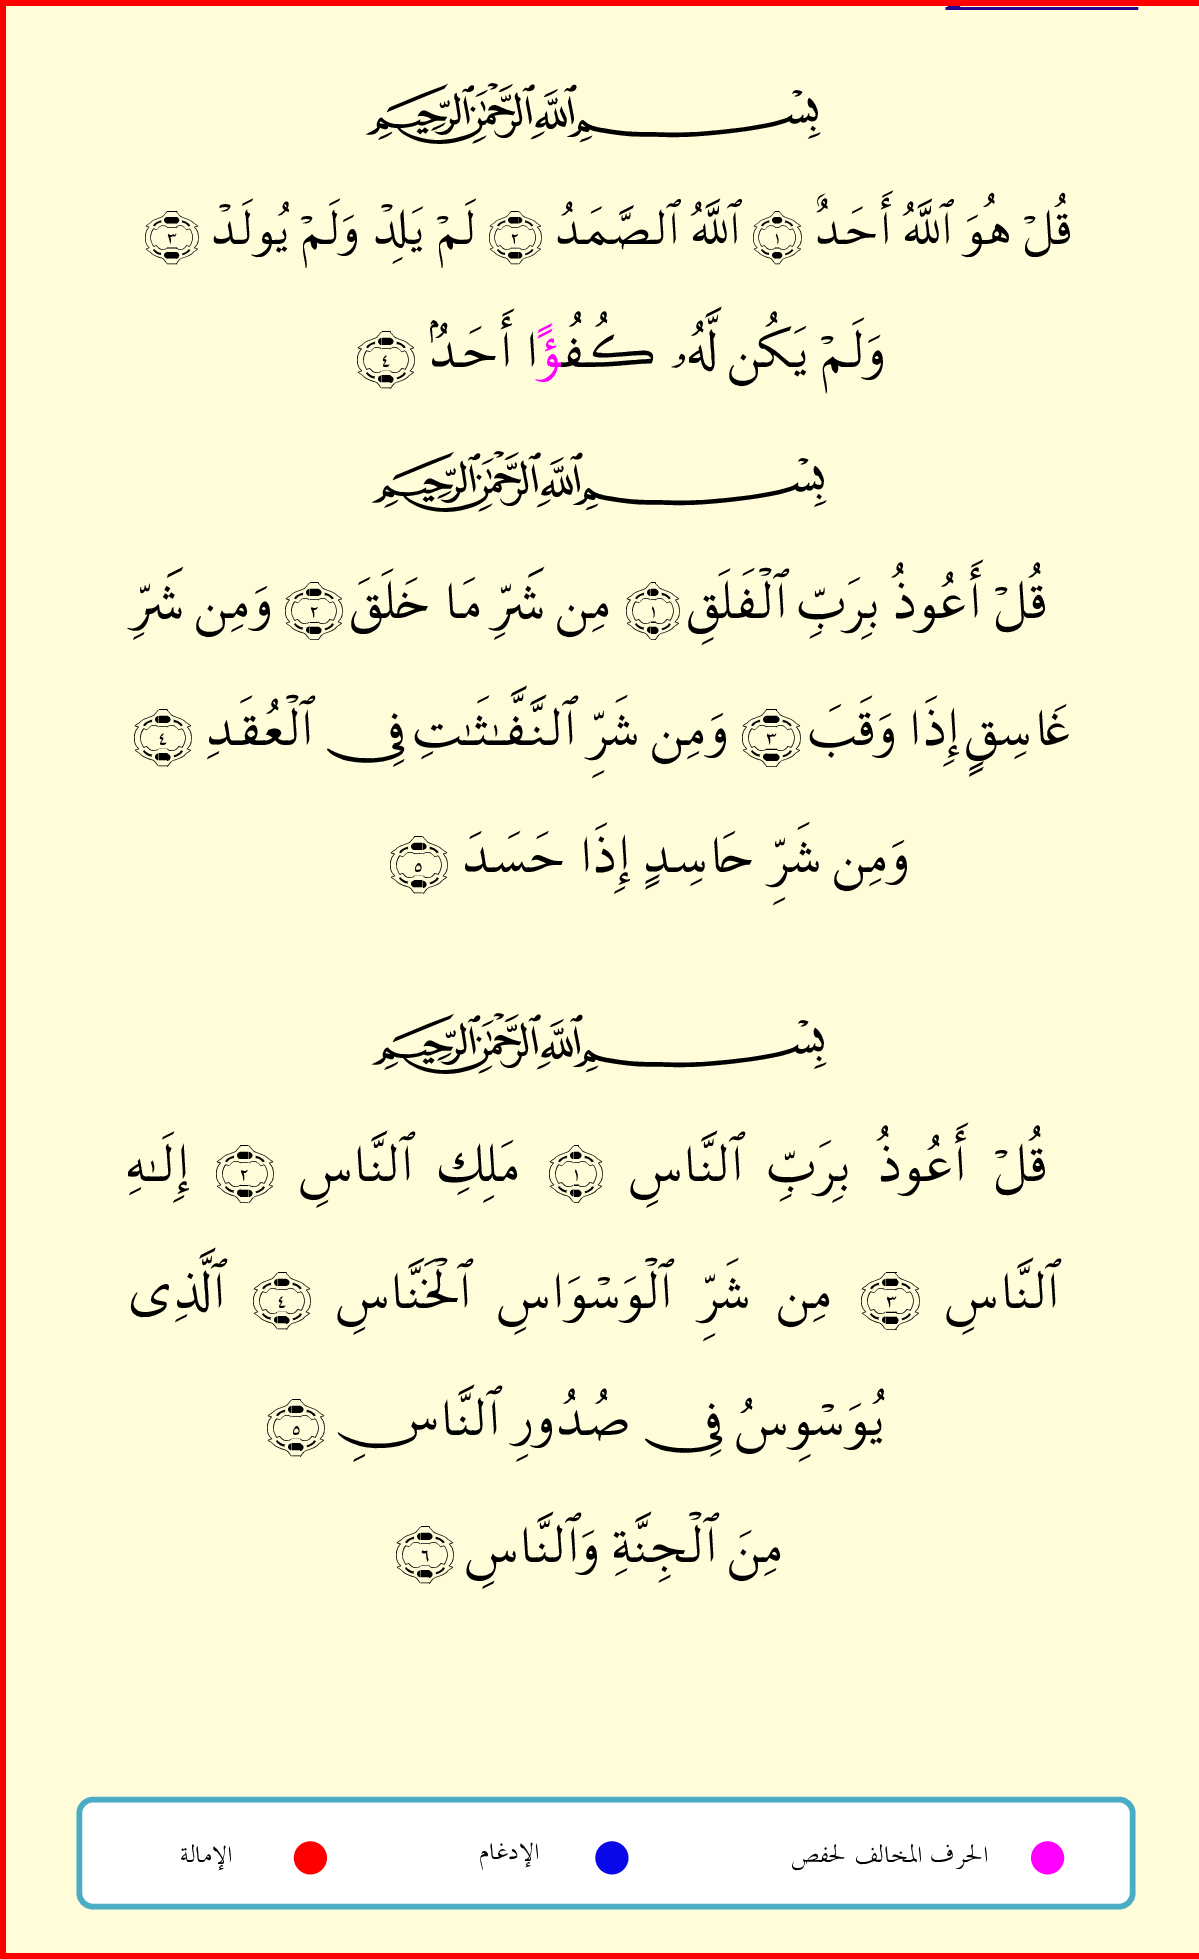 بِسۡمِ ٱللَّهِ ٱلرَّحۡمَٰنِ ٱلرَّحِيمِ
قُلۡ هُوَ ٱللَّهُ أَحَدٌ ١ ٱللَّهُ ٱلصَّمَدُ ٢ لَمۡ يَلِدۡ وَلَمۡ يُولَدۡ ٣
وَلَمۡ يَكُن لَّهُۥ كُفُؤًا أَحَدُۢ ٤
بِسۡمِ ٱللَّهِ ٱلرَّحۡمَٰنِ ٱلرَّحِيمِ
قُلۡ أَعُوذُ بِرَبِّ ٱلۡفَلَقِ ١ مِن شَرِّ مَا خَلَقَ ٢ وَمِن شَرِّ
غَاسِقٍ إِذَا وَقَبَ ٣ وَمِن شَرِّ ٱلنَّفَّٰثَٰتِ فِى ٱلۡعُقَدِ ٤
وَمِن شَرِّ حَاسِدٍ إِذَا حَسَدَ ٥
بِسۡمِ ٱللَّهِ ٱلرَّحۡمَٰنِ ٱلرَّحِيمِ
قُلۡ أَعُوذُ بِرَبِّ ٱلنَّاسِ ١ مَلِكِ ٱلنَّاسِ ٢ إِلَٰهِ
ٱلنَّاسِ ٣ مِن شَرِّ ٱلۡوَسۡوَاسِ ٱلۡخَنَّاسِ ٤ ٱلَّذِى
يُوَسۡوِسُ فِى صُدُورِ ٱلنَّاسِ ٥
مِنَ ٱلۡجِنَّةِ وَٱلنَّاسِ ٦
الحرف المخالف لحفص الإدغام الإمالة